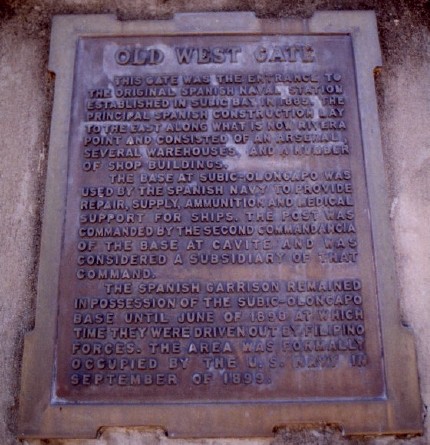 OLD WEST GATE
THIS GATE WAS THE ENTRANCE TO
THE ORIGINAL SPANISH NAVAL STATION
ESTABLISHED IN SUBIC BAY IN 1885. THE
PRINCIPAL SPANISH CONSTRUCTION LAY
TO THE EAST ALONG WHAT IS NOW RIVERA
POINT AND CONSISTED OF AN ARSENAL,
SEVERAL WAREHOUSES, AND A NUMBER
OF SHOP BUILDINGS.
THE BASE AT SUBIC-OLONGAPO WAS
USED BY THE SPANISH NAVY TO PROVIDE
REPAIR, SUPPLY, AMMUNITION AND MEDICAL
SUPPORT FOR SHIPS. THE POST WAS
COMMANDED BY THE SECOND COMMANDANCIA
OF THE BASE AT CAVITE AND WAS
CONSIDERED A SUBSIDIARY OF THAT
COMMAND.
THE SPANISH GARRISON REMAINED
IN POSSESSION OF THE SUBIC-OLONGAPO
BASE UNTIL JUNE OF 1898 AT WHICH
TIME THEY WERE DRIVEN OUT BY FILIPINO
FORCES. THE AREA WAS FORMALLY
OCCUPIED BY THE U.S. NAVY IN
SEPTEMBER OF 1899.